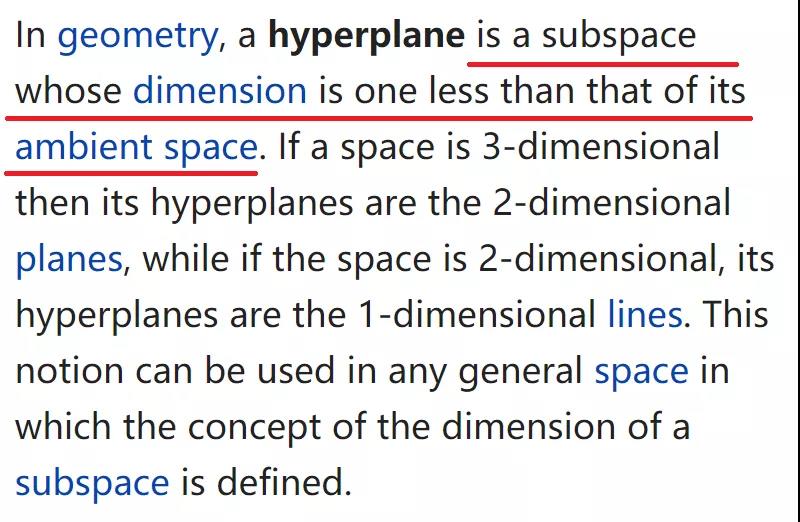 In geometry, a hyperplane is a subspace
whose dimension is one less than that of its
ambient space. If a space is 3-dimensional
then its hyperplanes are the 2-dimensional
planes, while if the space is 2-dimensional, its
hyperplanes are the 1-dimensional lines. This
notion can be used in any general space in
which the concept of the dimension of a
subspace is defined.